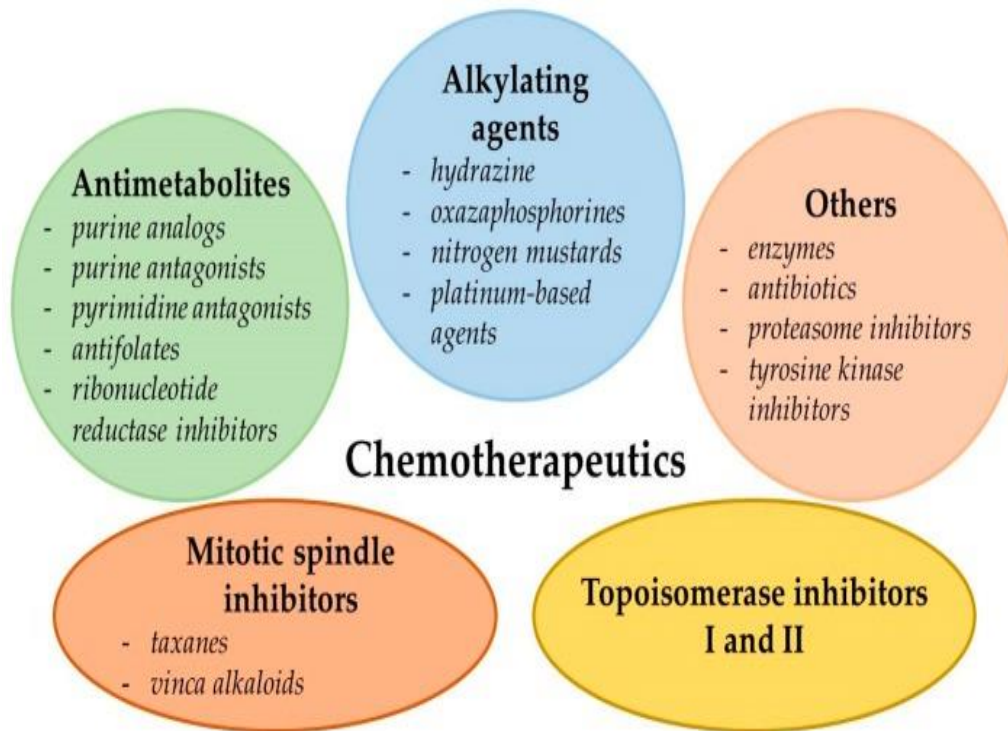 Alkylating
agents
- hydrazine
- oxazaphosphorines
- nitrogen mustards
- platinum-based
agents
Antimetabolites
- purine analogs
- purine antagonists
- pyrimidine antagonists
- antifolates
- ribonucleotide
reductase inhibitors
Others
- enzymes
- antibiotics
- proteasome inhibitors
- tyrosine kinase
inhibitors
Chemotherapeutics
Mitotic spindle
inhibitors
- taxanes
- vinca alkaloids
Topoisomerase inhibitors
I and II